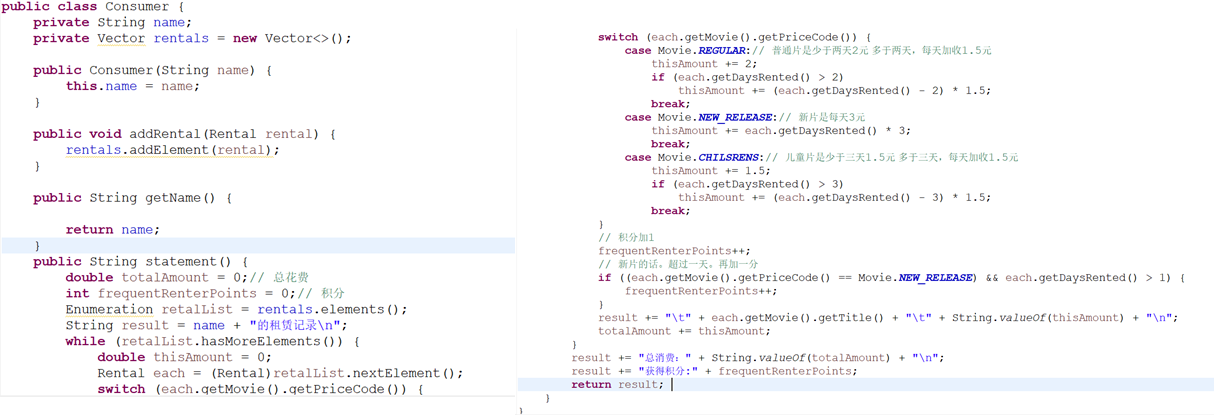 public class Consumer {
private String name;
private Vector rentals = new Vector<>();
public Consumer(String name) {
this.name = name;
}
public void addRental(Rental rental) {
rentals.addElement(rental);
}
public String getName() {
return name;
}
public String statement() {
double totalAmount = 0;// 总花费
int frequentRenterPoints = 0;// 积分
Enumeration retalList = rentals.elements();
String result = name + "的租赁记录\n";
while (retalList.hasMoreElements()) {
double thisAmount = 0;
Rental each = (Rental)retalList.nextElement();
switch (each.getMovie().getPriceCode()) {
switch (each.getMovie().getPriceCode()) {
case Movie.REGULAR:// 普通片是少于两天2元 多于两天，每天加收1.5元
thisAmount += 2;
if (each.getDaysRented() > 2)
thisAmount += (each.getDaysRented() - 2) * 1.5;
break;
case Movie.NEW_RELEASE:// 新片是每天3元
thisAmount += each.getDaysRented() * 3;
break;
case Movie.CHILSRENS:// 儿童片是少于三天1.5元 多于三天，每天加收1.5元
thisAmount += 1.5;
if (each.getDaysRented() > 3)
thisAmount += (each.getDaysRented() - 3) * 1.5;
break;
}
// 积分加1
frequentRenterPoints++;
// 新片的话。超过一天。再加一分
if ((each.getMovie().getPriceCode() == Movie.NEW_RELEASE) && each.getDaysRented() > 1) {
frequentRenterPoints++;
}
result += "\t" + each.getMovie().getTitle() + "\t" + String.valueOf(thisAmount) + "\n";
totalAmount += thisAmount;
}
result += "总消费：" + String.valueOf(totalAmount) + "\n";
result += "获得积分:" + frequentRenterPoints;
return result;
}
}